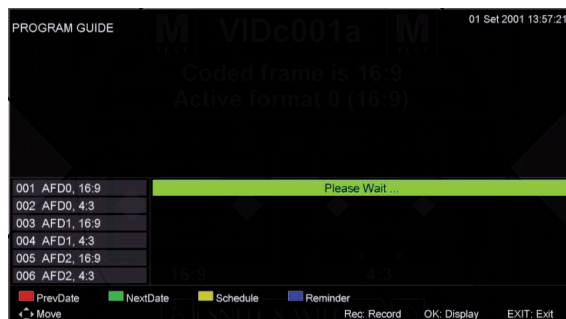 PROGRAM GUIDE
01 Set 2001 13:57:21
M VIDc001a M
TEST TEST
Coded frame is 16:9
Active format 0 (16:9)
001 AFD0, 16:9
Please Wait ...
002 AFD0, 4:3
003 AFD1, 16:9
004 AFD1, 4:3
005 AFD2, 16:9
006 AFD2, 4:3
16:9 4:3
PrevDate NextDate Schedule Reminder
Move Rec: Record OK: Display EXIT: Exit